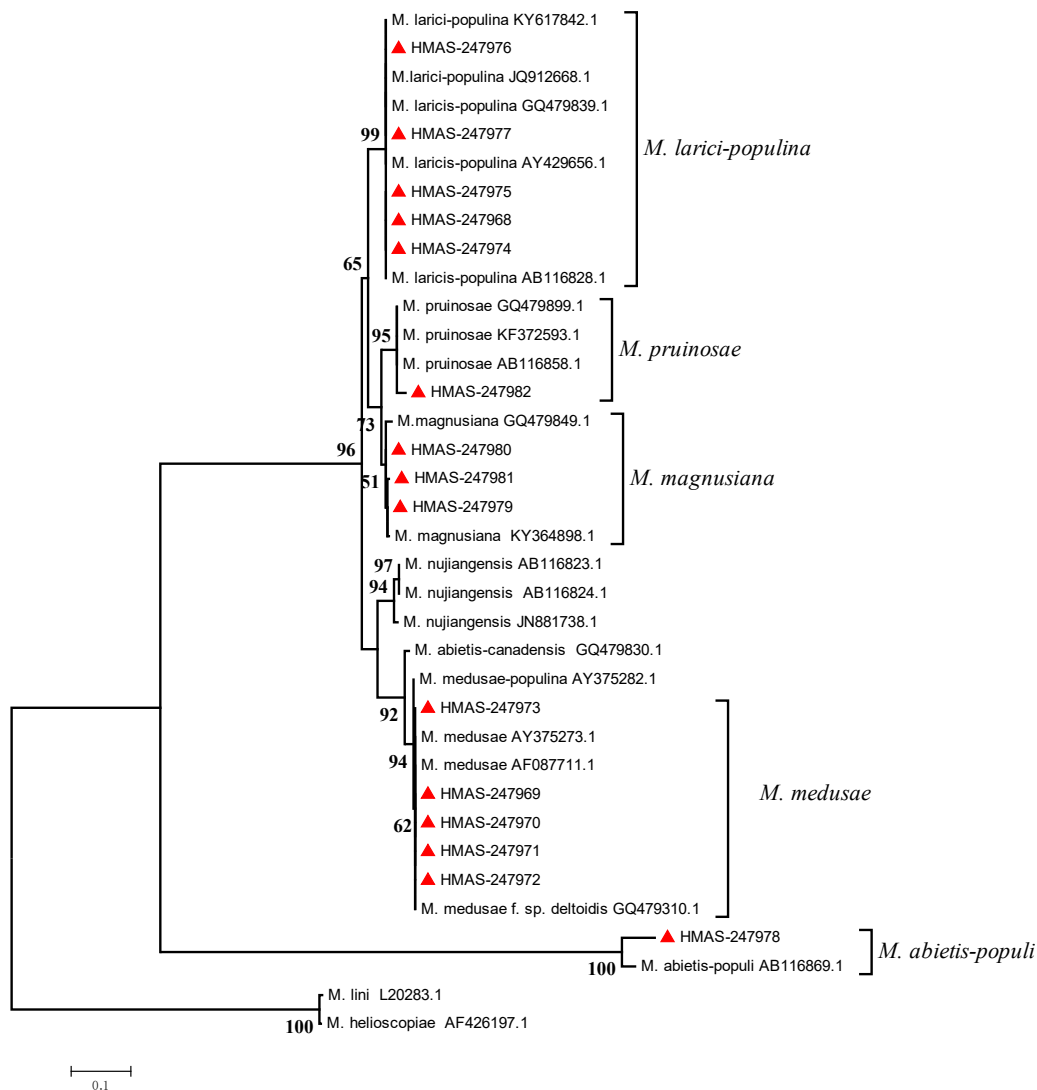 M. larici-populina KY617842.1
HMAS-247976
M.larici-populina JQ912668.1
M. laricis-populina GQ479839.1
99
HMAS-247977
M. larici-populina
M. laricis-populina AY429656.1
HMAS-247975
HMAS-247968
HMAS-247974
65
M. laricis-populina AB116828.1
M. pruinosae GQ479899.1
95
M. pruinosae KF372593.1
M. pruinosae
M. pruinosae AB116858.1
HMAS-247982
73
M.magnusiana GQ479849.1
96
HMAS-247980
51
HMAS-247981
M. magnusiana
HMAS-247979
M. magnusiana KY364898.1
97
M. nujiangensis AB116823.1
94
M. nujiangensis AB116824.1
M. nujiangensis JN881738.1
M. abietis-canadensis GQ479830.1
M. medusae-populina AY375282.1
92
HMAS-247973
M. medusae AY375273.1
94
M. medusae AF087711.1
HMAS-247969
M. medusae
62
HMAS-247970
HMAS-247971
HMAS-247972
M. medusae f. sp. deltoidis GQ479310.1
HMAS-247978
M. abietis-populi
100
M. abietis-populi AB116869.1
M. lini L20283.1
100
M. helioscopiae AF426197.1
0.1